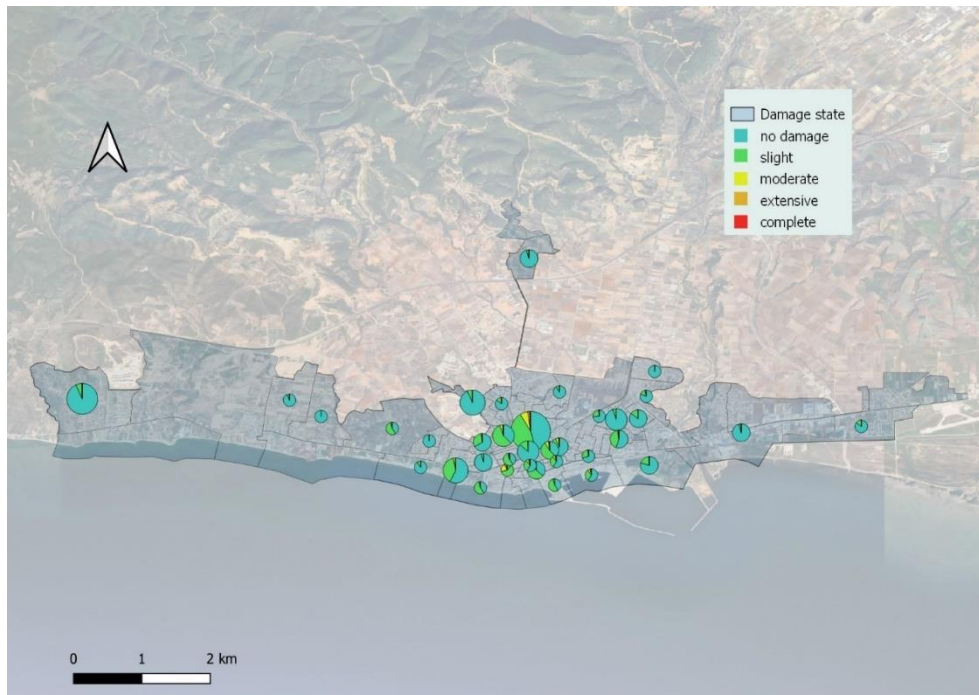 Damage state
no damage
slight
moderate
extensive
complete
0 1 2 km